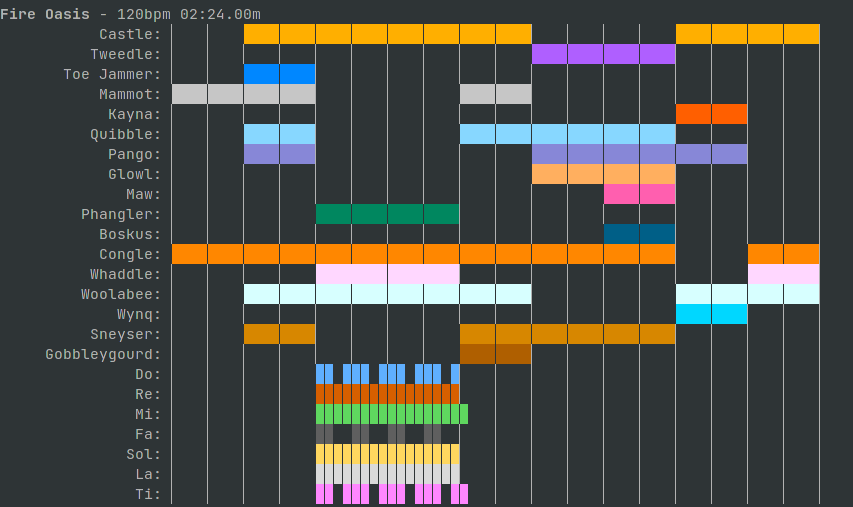 Fire Oasis - 120bpm 02:24.00m
Castle:
Tweedle:
Toe Jammer:
Mammot:
Kayna:
Quibble:
Pango:
Glowl:
Maw:
Phangler:
Boskus:
Congle:
Whaddle:
Woolabee:
Wynq:
Sneyser:
Gobbleygourd:
Do:
Re:
Mi:
Fa:
Sol:
La:
Ti: